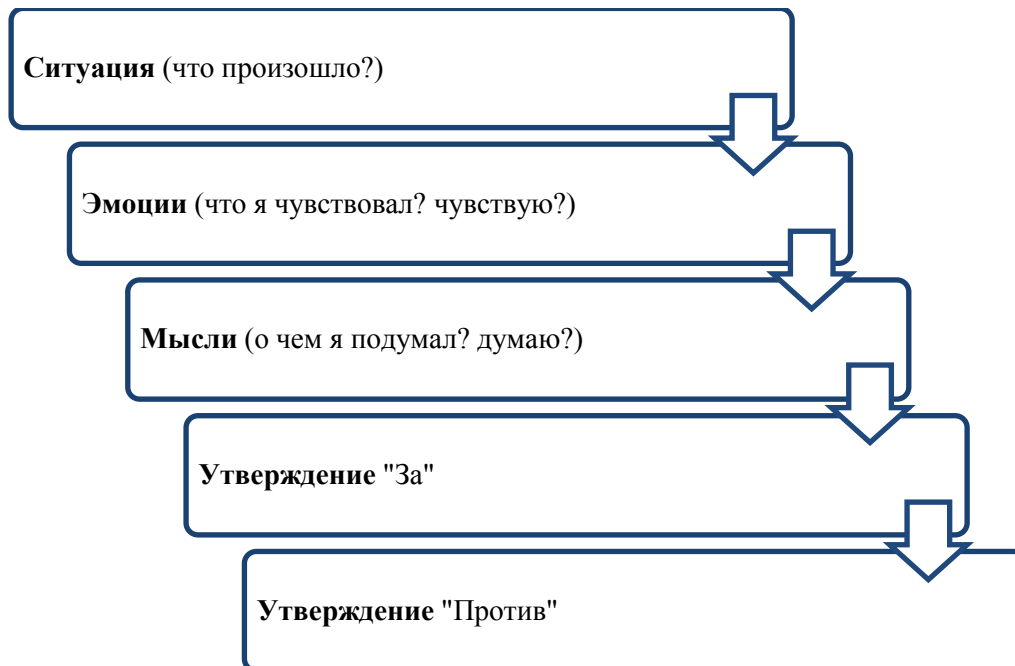 Ситуация (что произошло?)
Эмоции (что я чувствовал? чувствую?)
Мысли (о чем я подумал? думаю?)
Утверждение "За"
Утверждение "Против"